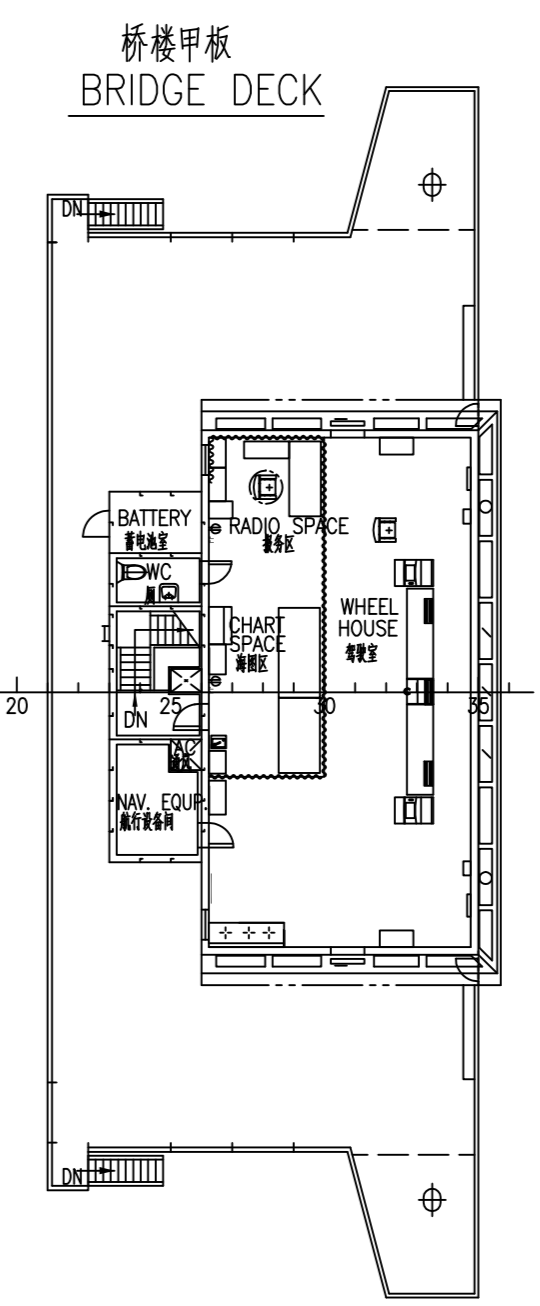 桥楼甲板
BRIDGE DECK
DN
BATTERY
蓄电池室
RADIO SPACE
报务区
WC
厕
CHART
SPACE
海图区
WHEEL
HOUSE
驾驶室
20
25
30
35
DN
AC
通风
NAV. EQUP.
航行设备间
DN